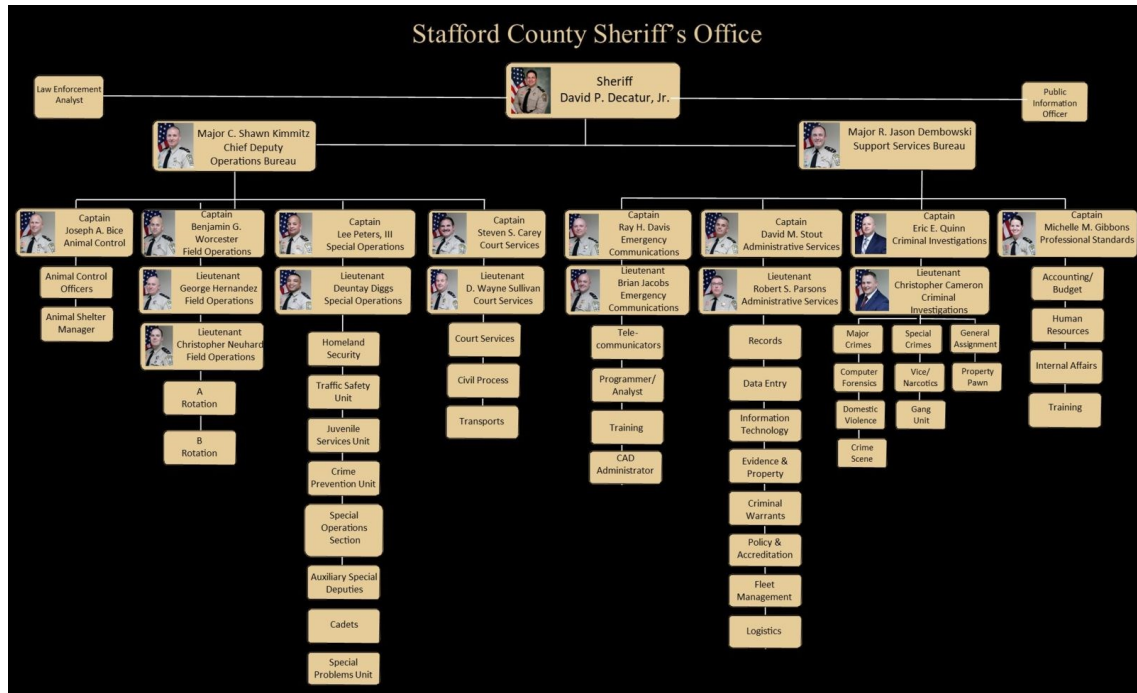 Stafford County Sheriff's Office
Sheriff
David P. Decatur, Jr.
Law Enforcement
Analyst
Public
Information
Officer
Major C. Shawn Kimmitz
Chief Deputy
Operations Bureau
Major R. Jason Dembowski
Support Services Bureau
Captain
Joseph A. Bice
Animal Control
Animal Control
Officers
Animal Shelter
Manager
Captain
Benjamin G.
Worcester
Field Operations
Lieutenant
George Hernandez
Field Operations
Lieutenant
Christopher Neuhard
Field Operations
A
Rotation
B
Rotation
Captain
Lee Peters, III
Special Operations
Lieutenant
Deuntay Diggs
Special Operations
Homeland
Security
Traffic Safety
Unit
Juvenile
Services Unit
Crime
Prevention Unit
Special
Operations
Section
Auxiliary Special
Deputies
Cadets
Special
Problems Unit
Captain
Steven S. Carey
Court Services
Lieutenant
D. Wayne Sullivan
Court Services
Court Services
Civil Process
Transports
Captain
Ray H. Davis
Emergency
Communications
Lieutenant
Brian Jacobs
Emergency
Communications
Tele-
communicators
Programmer/
Analyst
Training
CAD
Administrator
Captain
David M. Stout
Administrative Services
Lieutenant
Robert S. Parsons
Administrative Services
Records
Data Entry
Information
Technology
Evidence &
Property
Criminal
Warrants
Policy &
Accreditation
Fleet
Management
Logistics
Captain
Eric E. Quinn
Criminal Investigations
Lieutenant
Christopher Cameron
Criminal
Investigations
Major
Crimes
Computer
Forensics
Domestic
Violence
Crime
Scene
Special
Crimes
Vice/
Narcotics
Gang
Unit
General
Assignment
Property
Pawn
Captain
Michelle M. Gibbons
Professional Standards
Accounting/
Budget
Human
Resources
Internal Affairs
Training